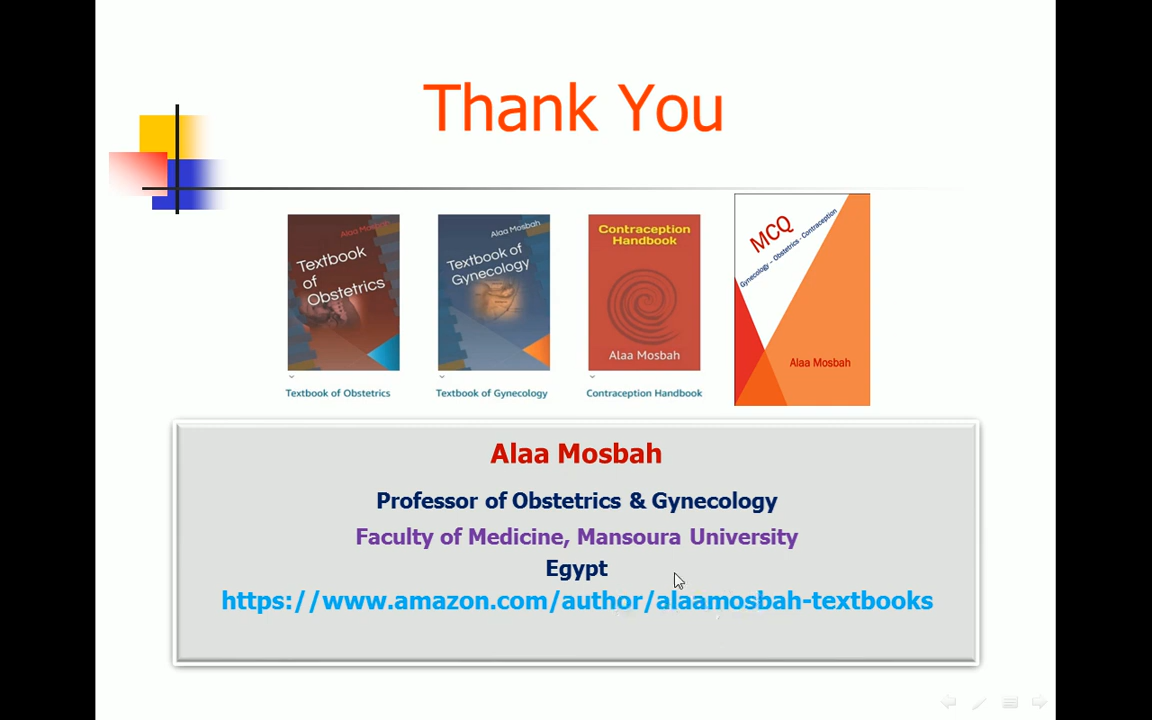 Thank You
Alaa Mosbah
Textbook
of
Obstetrics
Alaa Mosbah
Textbook of
Gynecology
Contraception
Handbook
Alaa Mosbah
MCQ
Gynecology – Obstetrics - Contraception
Alaa Mosbah
Textbook of Obstetrics
Textbook of Gynecology
Contraception Handbook
Alaa Mosbah
Professor of Obstetrics & Gynecology
Faculty of Medicine, Mansoura University
Egypt
https://www.amazon.com/author/alaamosbah-textbooks